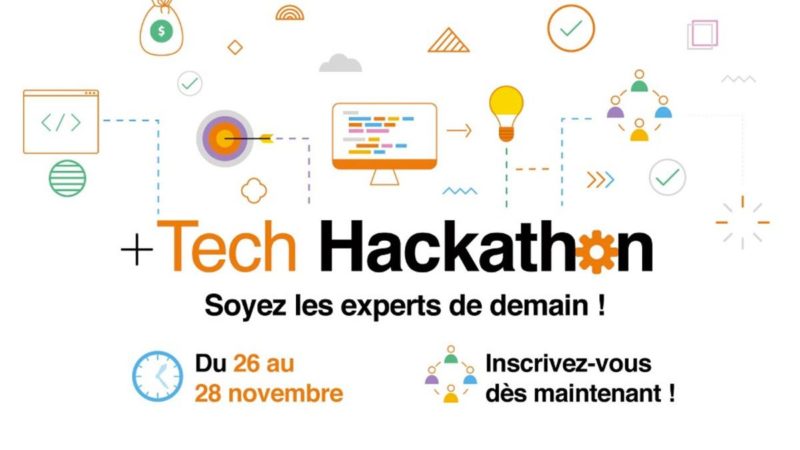 $
</>
+Tech Hackathon
Soyez les experts de demain !
Du 26 au
28 novembre
Inscrivez-vous
dès maintenant !